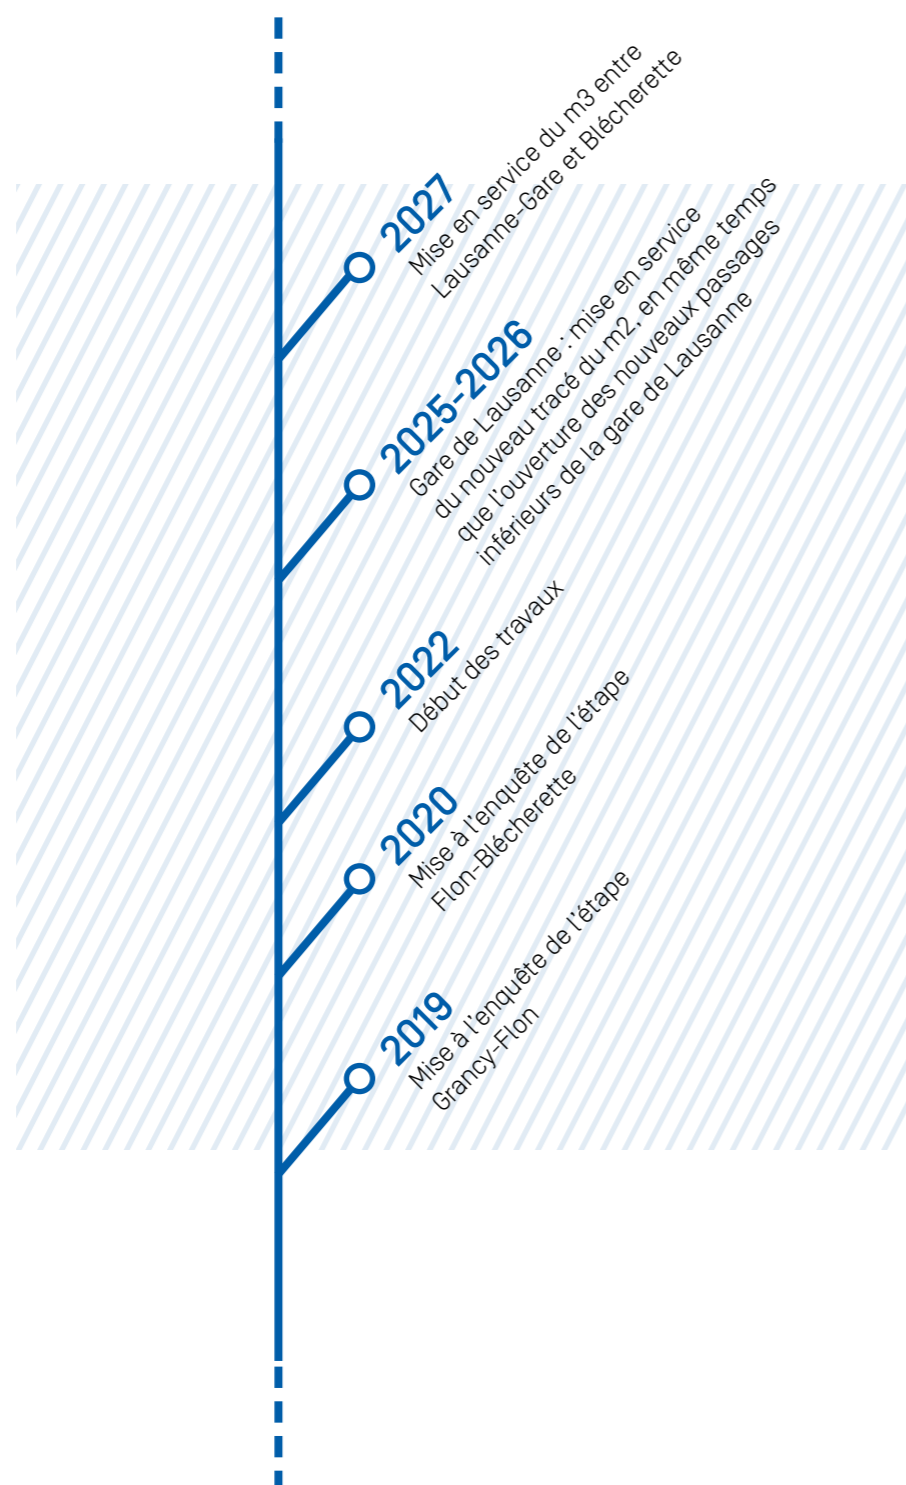 2027
Mise en service du m3 entre
Lausanne-Gare et Blécherette
2025-2026
Gare de Lausanne : mise en service
du nouveau tracé du m2, en même temps
que l'ouverture des nouveaux passages
inférieurs de la gare de Lausanne
2022
Début des travaux
2020
Mise à l'enquête de l'étape
Flon-Blécherette
2019
Mise à l'enquête de l'étape
Grancy-Flon